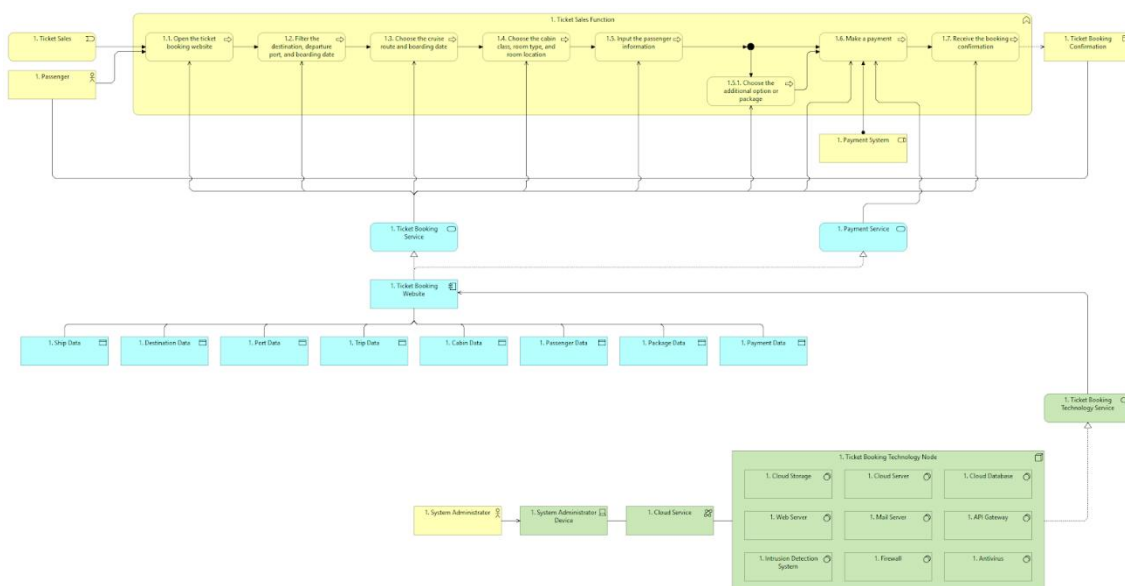 1. Ticket Sales Function
1. Ticket Sales
1.1. Open the ticket
booking website
1.2. Filter the
destination, departure
port, and boarding date
1.3. Choose the cruise
route and boarding date
1.4. Choose the cabin
class, room type, and
room location
1.5. Input the passenger
information
1.6. Make a payment
1.7. Receive the booking
confirmation
1. Ticket Booking
Confirmation
1. Passenger
1.5.1. Choose the
additional option or
package
1. Payment System
1. Ticket Booking
Service
1. Payment Service
1. Ticket Booking
Website
1. Ship Data
1. Destination Data
1. Port Data
1. Trip Data
1. Cabin Data
1. Passenger Data
1. Package Data
1. Payment Data
1. Ticket Booking
Technology Service
1. Ticket Booking Technology Node
1. Cloud Storage
1. Cloud Server
1. Cloud Database
1. System Administrator
1. System Administrator
Device
1. Cloud Service
1. Web Server
1. Mail Server
1. API Gateway
1. Intrusion Detection
System
1. Firewall
1. Antivirus